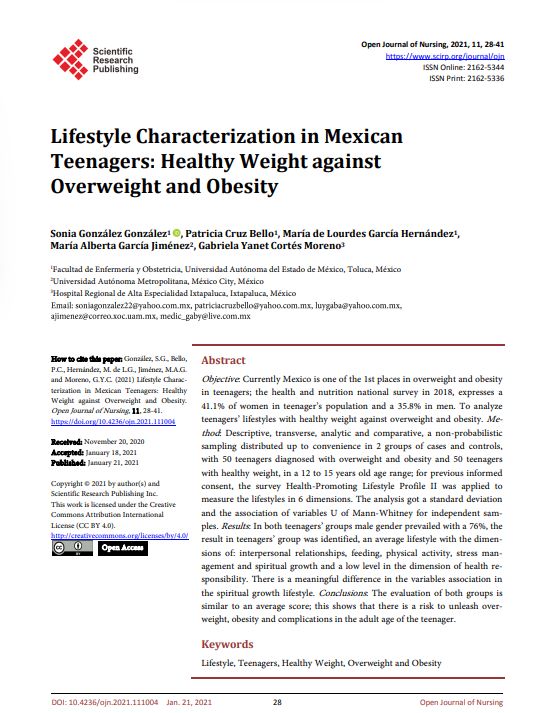 Scientific
Research
Publishing
Open Journal of Nursing, 2021, 11, 28-41
https://www.scirp.org/journal/ojn
ISSN Online: 2162-5344
ISSN Print: 2162-5336
Lifestyle Characterization in Mexican
Teenagers: Healthy Weight against
Overweight and Obesity
Sonia González González¹ iD, Patricia Cruz Bello¹, María de Lourdes García Hernández¹,
María Alberta García Jiménez², Gabriela Yanet Cortés Moreno³
¹Facultad de Enfermería y Obstetricia, Universidad Autónoma del Estado de México, Toluca, México
²Universidad Autónoma Metropolitana, México City, México
³Hospital Regional de Alta Especialidad Ixtapaluca, Ixtapaluca, México
Email: soniagonzalez22@yahoo.com.mx, patriciacruzbello@yahoo.com.mx, luygaba@yahoo.com.mx,
ajimenez@correo.xoc.uam.mx, medic_gaby@live.com.mx
How to cite this paper: González, S.G., Bello,
P.C., Hernández, M. de L.G., Jiménez, M.A.G.
and Moreno, G.Y.C. (2021) Lifestyle Charac-
terization in Mexican Teenagers: Healthy
Weight against Overweight and Obesity.
Open Journal of Nursing, 11, 28-41.
https://doi.org/10.4236/ojn.2021.111004
Received: November 20, 2020
Accepted: January 18, 2021
Published: January 21, 2021
Copyright © 2021 by author(s) and
Scientific Research Publishing Inc.
This work is licensed under the Creative
Commons Attribution International
License (CC BY 4.0).
http://creativecommons.org/licenses/by/4.0/
cc BY Open Access
Abstract
Objective: Currently Mexico is one of the 1st places in overweight and obesity
in teenagers; the health and nutrition national survey in 2018, expresses a
41.1% of women in teenager's population and a 35.8% in men. To analyze
teenagers' lifestyles with healthy weight against overweight and obesity. Me-
thod: Descriptive, transverse, analytic and comparative, a non-probabilistic
sampling distributed up to convenience in 2 groups of cases and controls,
with 50 teenagers diagnosed with overweight and obesity and 50 teenagers
with healthy weight, in a 12 to 15 years old age range; for previous informed
consent, the survey Health-Promoting Lifestyle Profile II was applied to
measure the lifestyles in 6 dimensions. The analysis got a standard deviation
and the association of variables U of Mann-Whitney for independent sam-
ples. Results: In both teenagers' groups male gender prevailed with a 76%, the
result in teenagers' group was identified, an average lifestyle with the dimen-
sions of: interpersonal relationships, feeding, physical activity, stress man-
agement and spiritual growth and a low level in the dimension of health re-
sponsibility. There is a meaningful difference in the variables association in
the spiritual growth lifestyle. Conclusions: The evaluation of both groups is
similar to an average score; this shows that there is a risk to unleash over-
weight, obesity and complications in the adult age of the teenager.
Keywords
Lifestyle, Teenagers, Healthy Weight, Overweight and Obesity
DOI: 10.4236/ojn.2021.111004 Jan. 21, 2021 28 Open Journal of Nursing